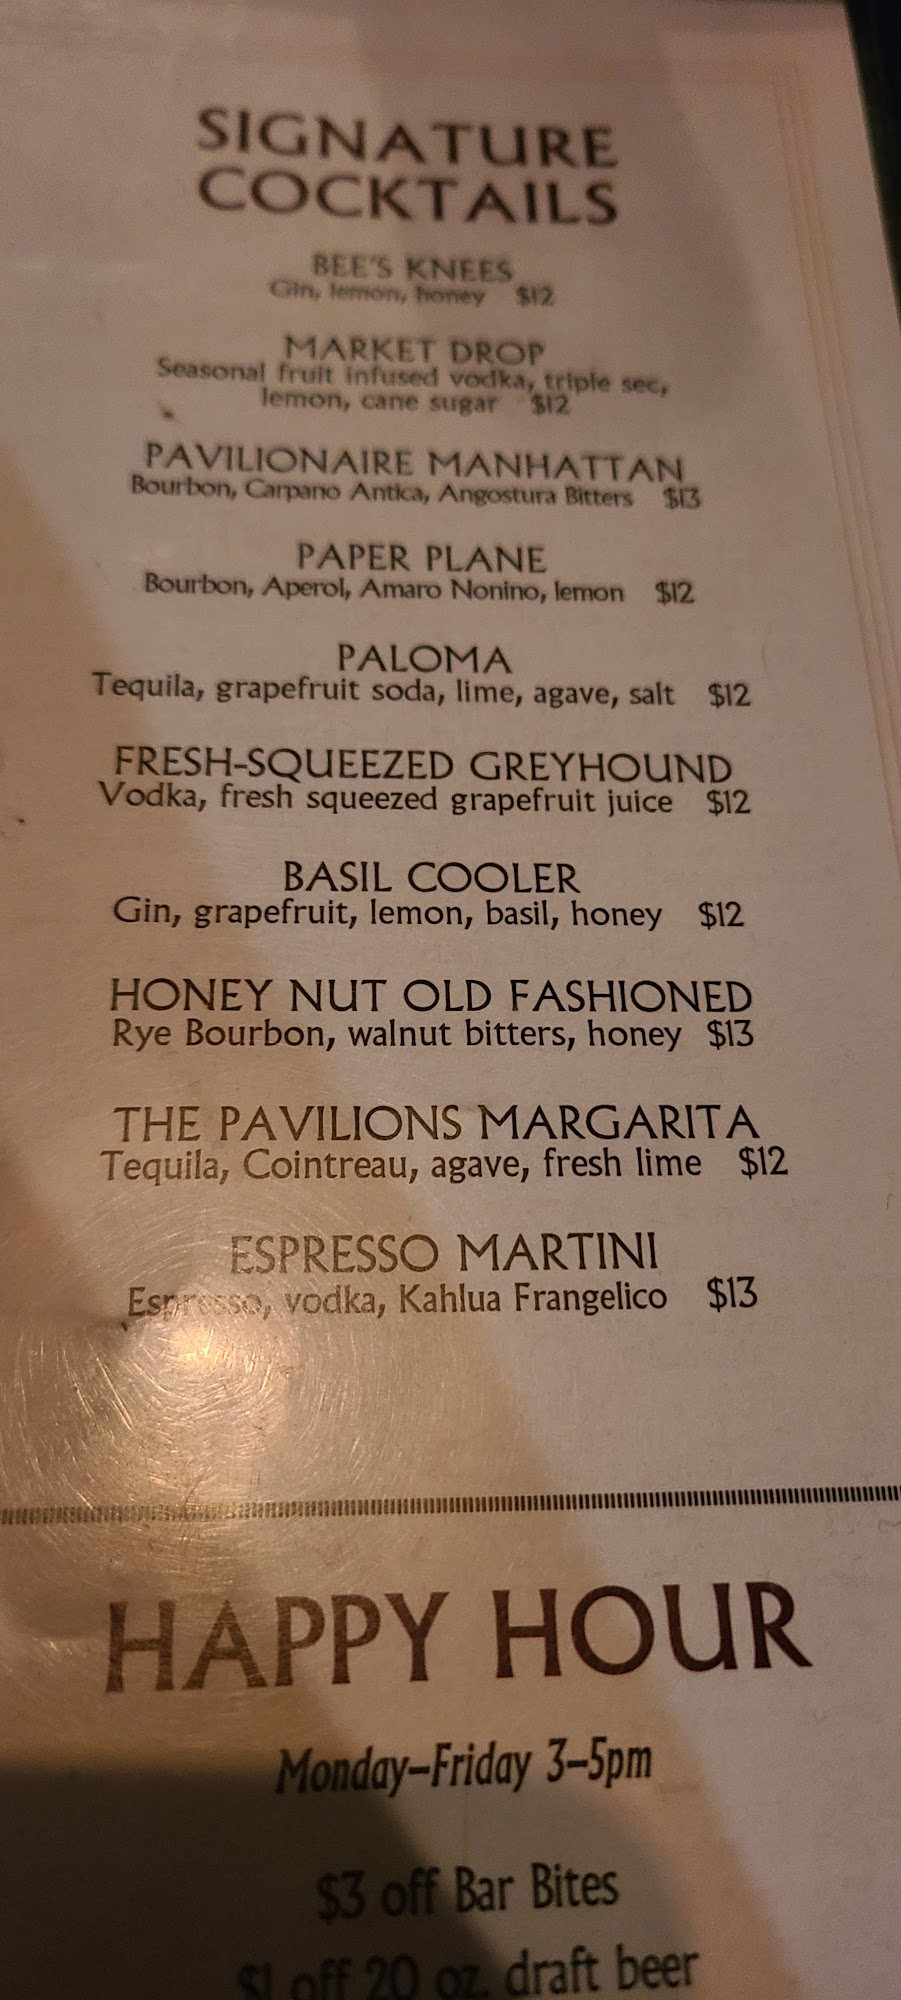 SIGNATURE
COCKTAILS
BEE'S KNEES
Gin, lemon, honey $12
MARKET DROP
Seasonal fruit infused vodka, triple sec,
lemon, cane sugar $12
PAVILIONAIRE MANHATTAN
Bourbon, Carpano Antica, Angostura Bitters $13
PAPER PLANE
Bourbon, Aperol, Amaro Nonino, lemon $12
PALOMA
Tequila, grapefruit soda, lime, agave, salt $12
FRESH-SQUEEZED GREYHOUND
Vodka, fresh squeezed grapefruit juice $12
BASIL COOLER
Gin, grapefruit, lemon, basil, honey $12
HONEY NUT OLD FASHIONED
Rye Bourbon, walnut bitters, honey $13
THE PAVILIONS MARGARITA
Tequila, Cointreau, agave, fresh lime $12
ESPRESSO MARTINI
Espresso, vodka, Kahlua Frangelico $13
HAPPY HOUR
Monday–Friday 3–5pm
$3 off Bar Bites
$1 off 20 oz. draft beer